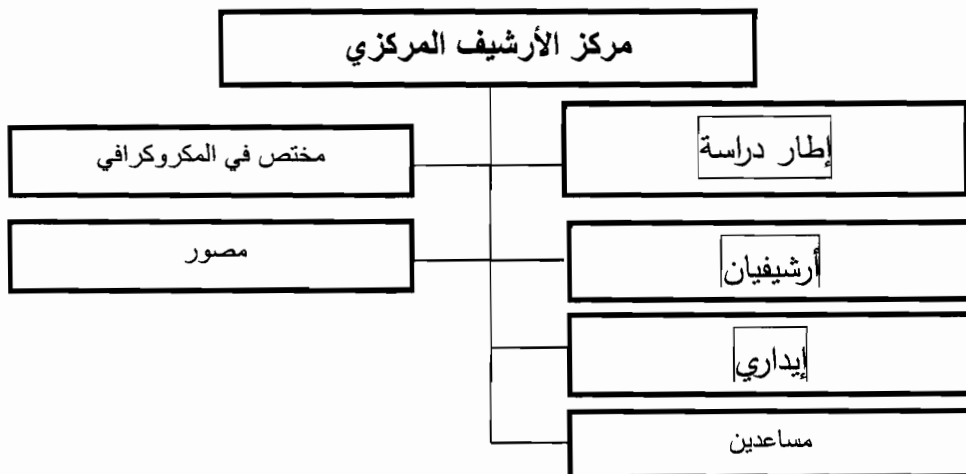 مركز الأرشيف المركزي
إطار دراسة
مختص في المكروكرافي
أرشيفيان
مصور
إيداري
مساعدين